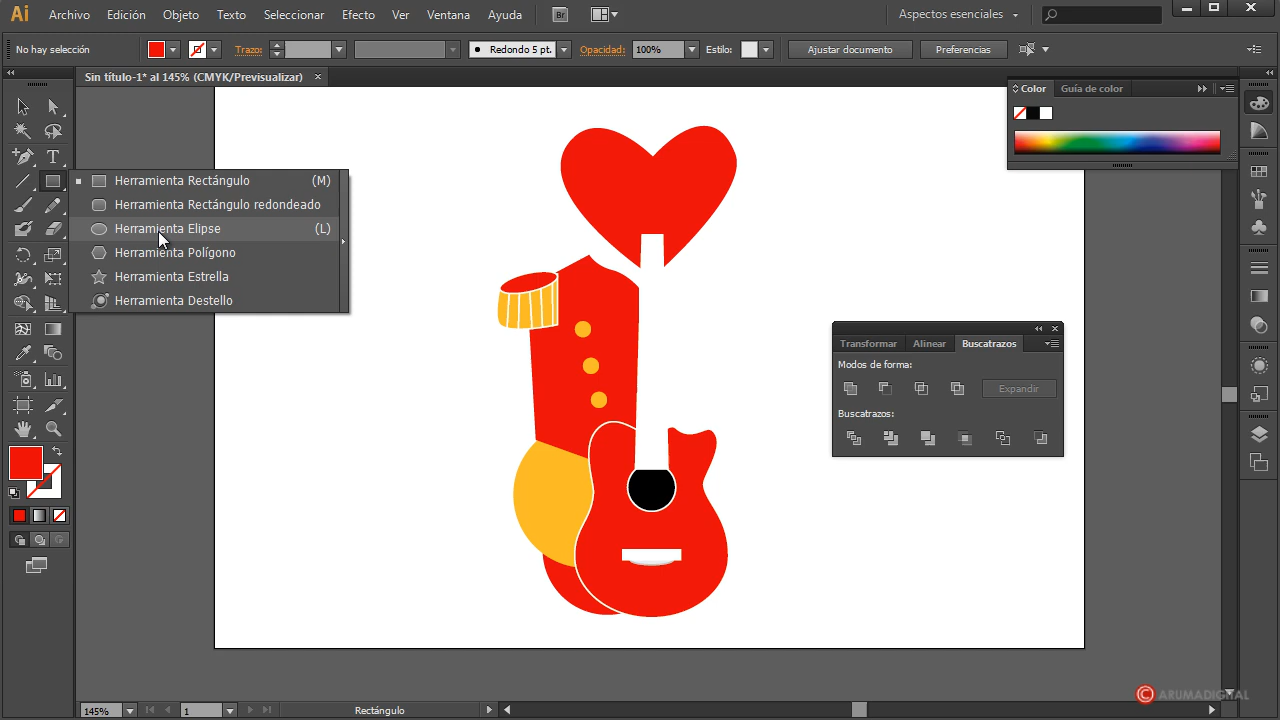 Ai Archivo Edición Objeto Texto Seleccionar Efecto Ver Ventana Ayuda Br Aspectos esenciales
No hay selección Trazo: Redondo 5 pt. Opacidad: 100% Estilo: Ajustar documento Preferencias
Sin título-1* al 145% (CMYK/Previsualizar)
Color Guía de color
T
Herramienta Rectángulo (M)
Herramienta Rectángulo redondeado
Herramienta Elipse (L)
Herramienta Polígono
Herramienta Estrella
Herramienta Destello
Transformar Alinear Buscatrazos
Modos de forma:
Expandir
Buscatrazos:
145% 1 Rectángulo
© ARUMADIGITAL